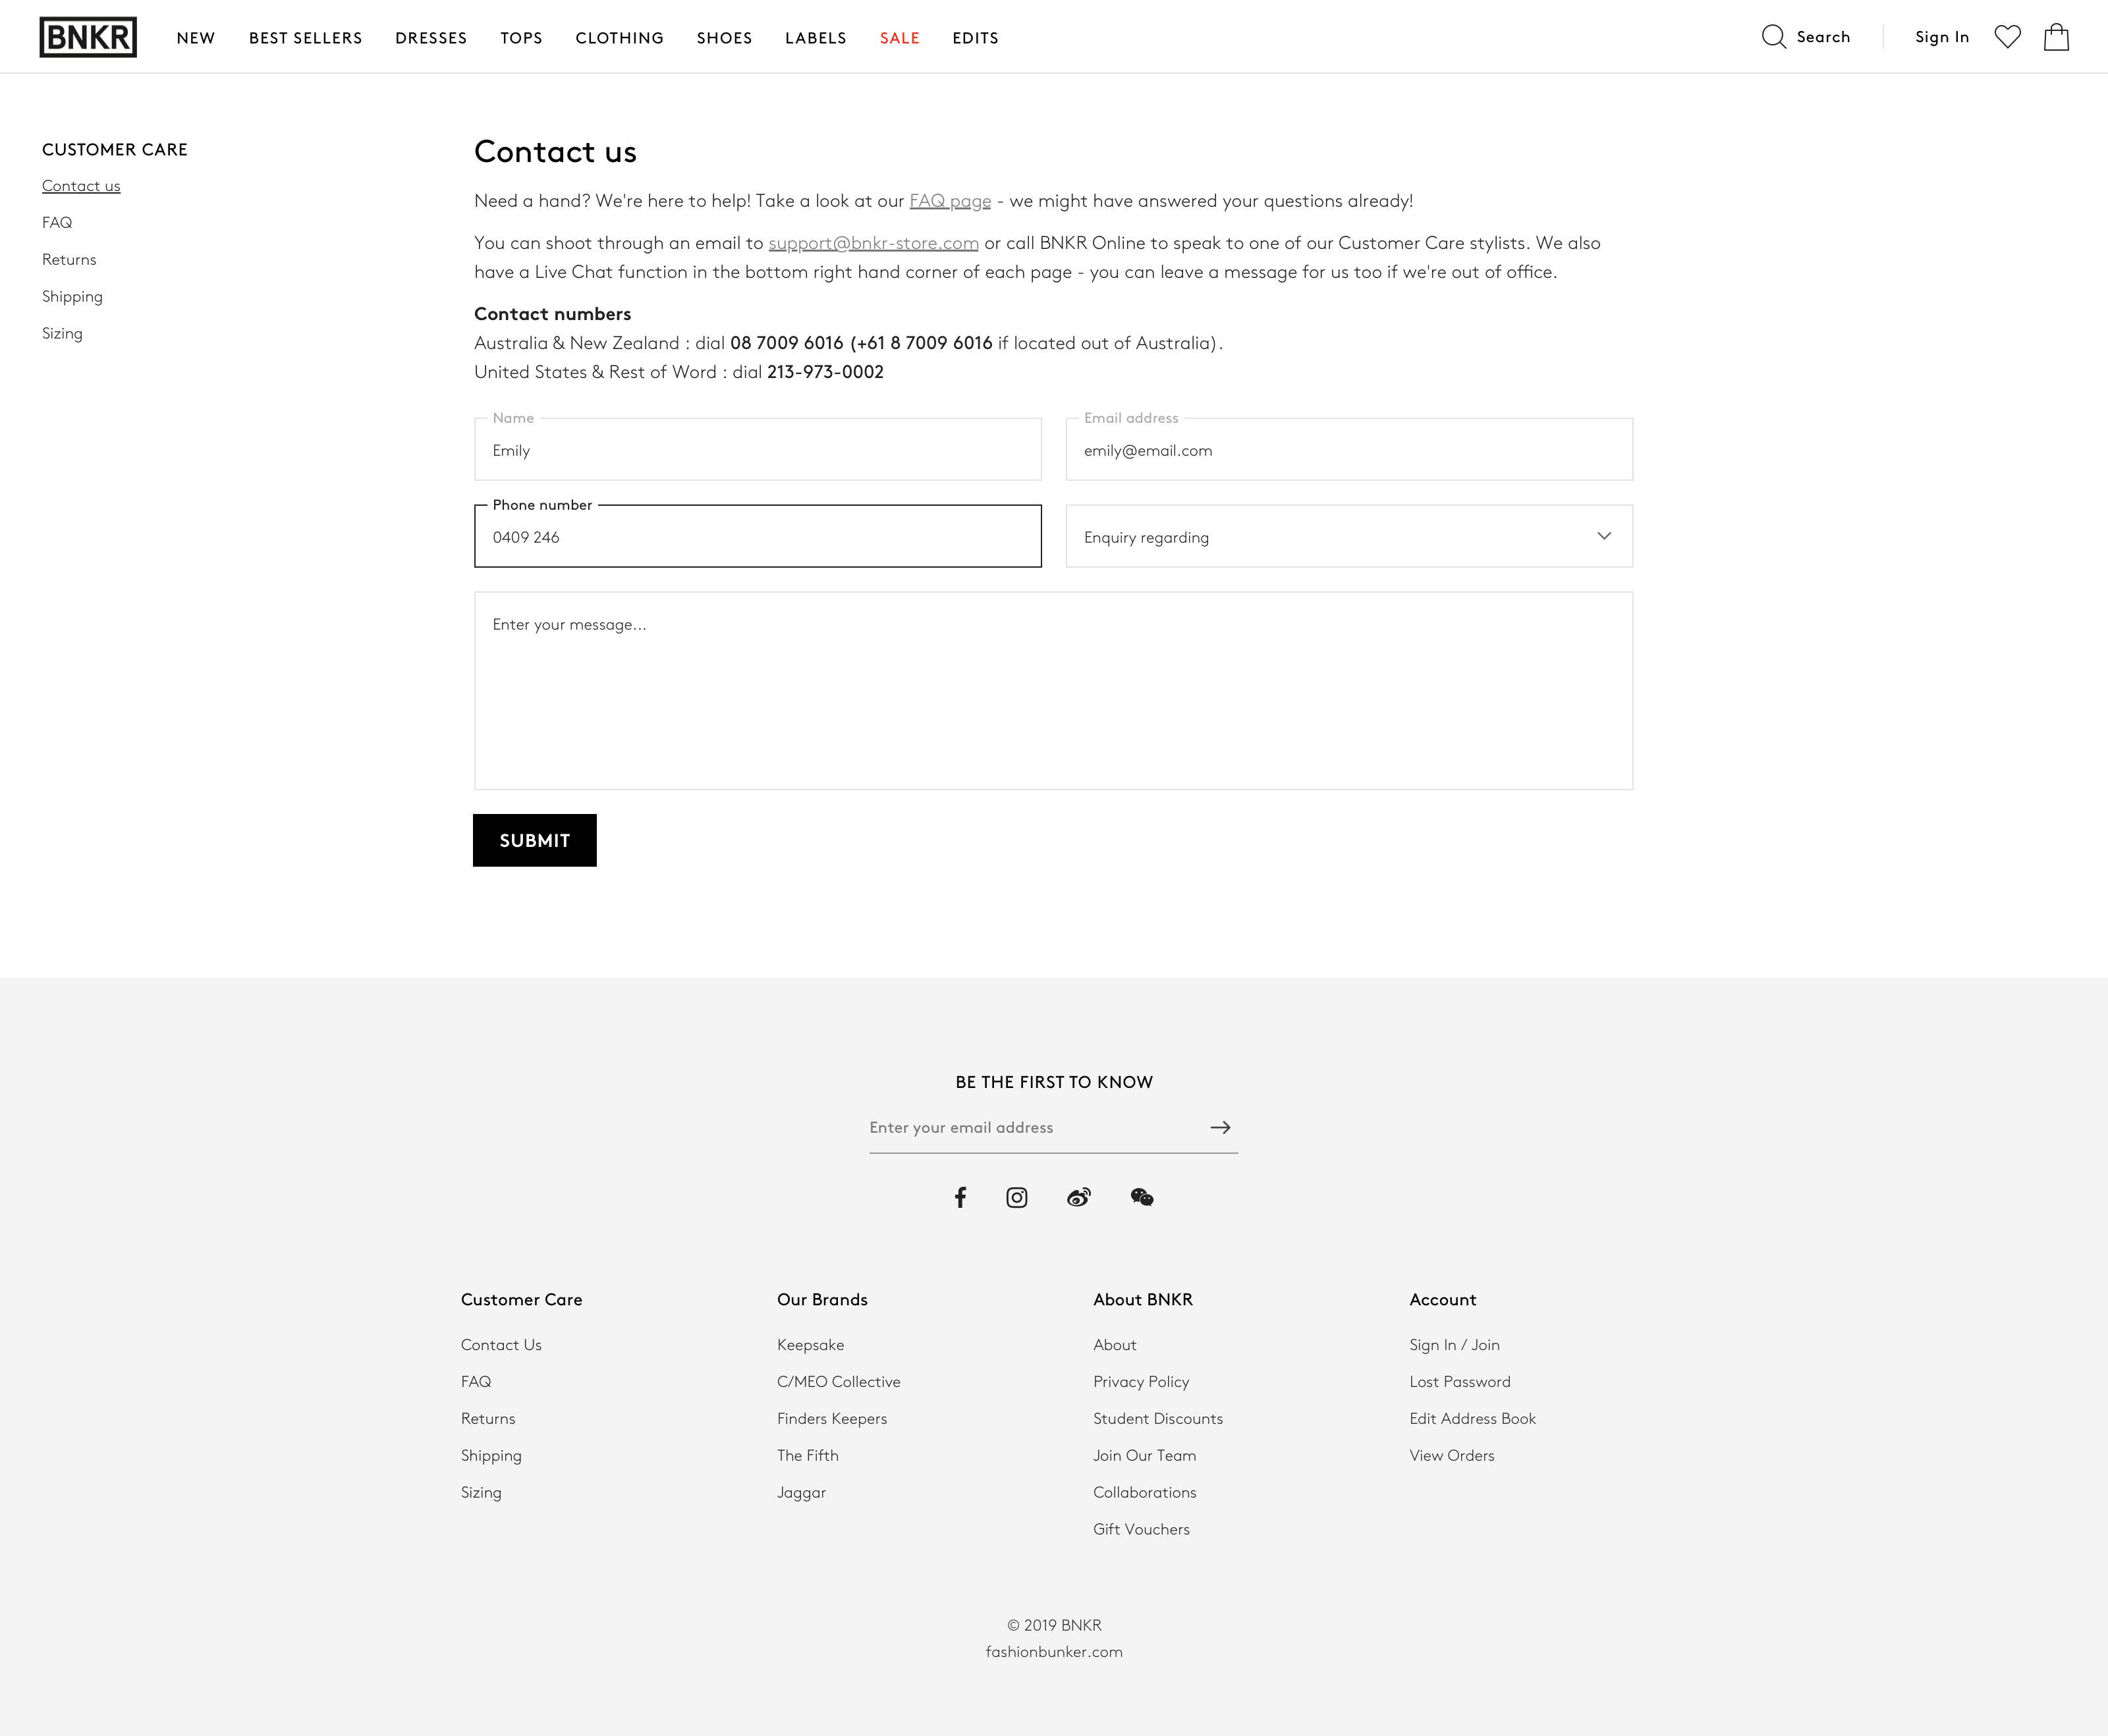 BNKR NEW BEST SELLERS DRESSES TOPS CLOTHING SHOES LABELS SALE EDITS Search Sign In
CUSTOMER CARE
Contact us
FAQ
Returns
Shipping
Sizing
Contact us
Need a hand? We're here to help! Take a look at our FAQ page - we might have answered your questions already!
You can shoot through an email to support@bnkr-store.com or call BNKR Online to speak to one of our Customer Care stylists. We also
have a Live Chat function in the bottom right hand corner of each page - you can leave a message for us too if we're out of office.
Contact numbers
Australia & New Zealand : dial 08 7009 6016 (+61 8 7009 6016 if located out of Australia).
United States & Rest of Word : dial 213-973-0002
Name
Emily
Email address
emily@email.com
Phone number
0409 246
Enquiry regarding
Enter your message...
SUBMIT
BE THE FIRST TO KNOW
Enter your email address
Customer Care
Contact Us
FAQ
Returns
Shipping
Sizing
Our Brands
Keepsake
C/MEO Collective
Finders Keepers
The Fifth
Jaggar
About BNKR
About
Privacy Policy
Student Discounts
Join Our Team
Collaborations
Gift Vouchers
Account
Sign In / Join
Lost Password
Edit Address Book
View Orders
© 2019 BNKR
fashionbunker.com